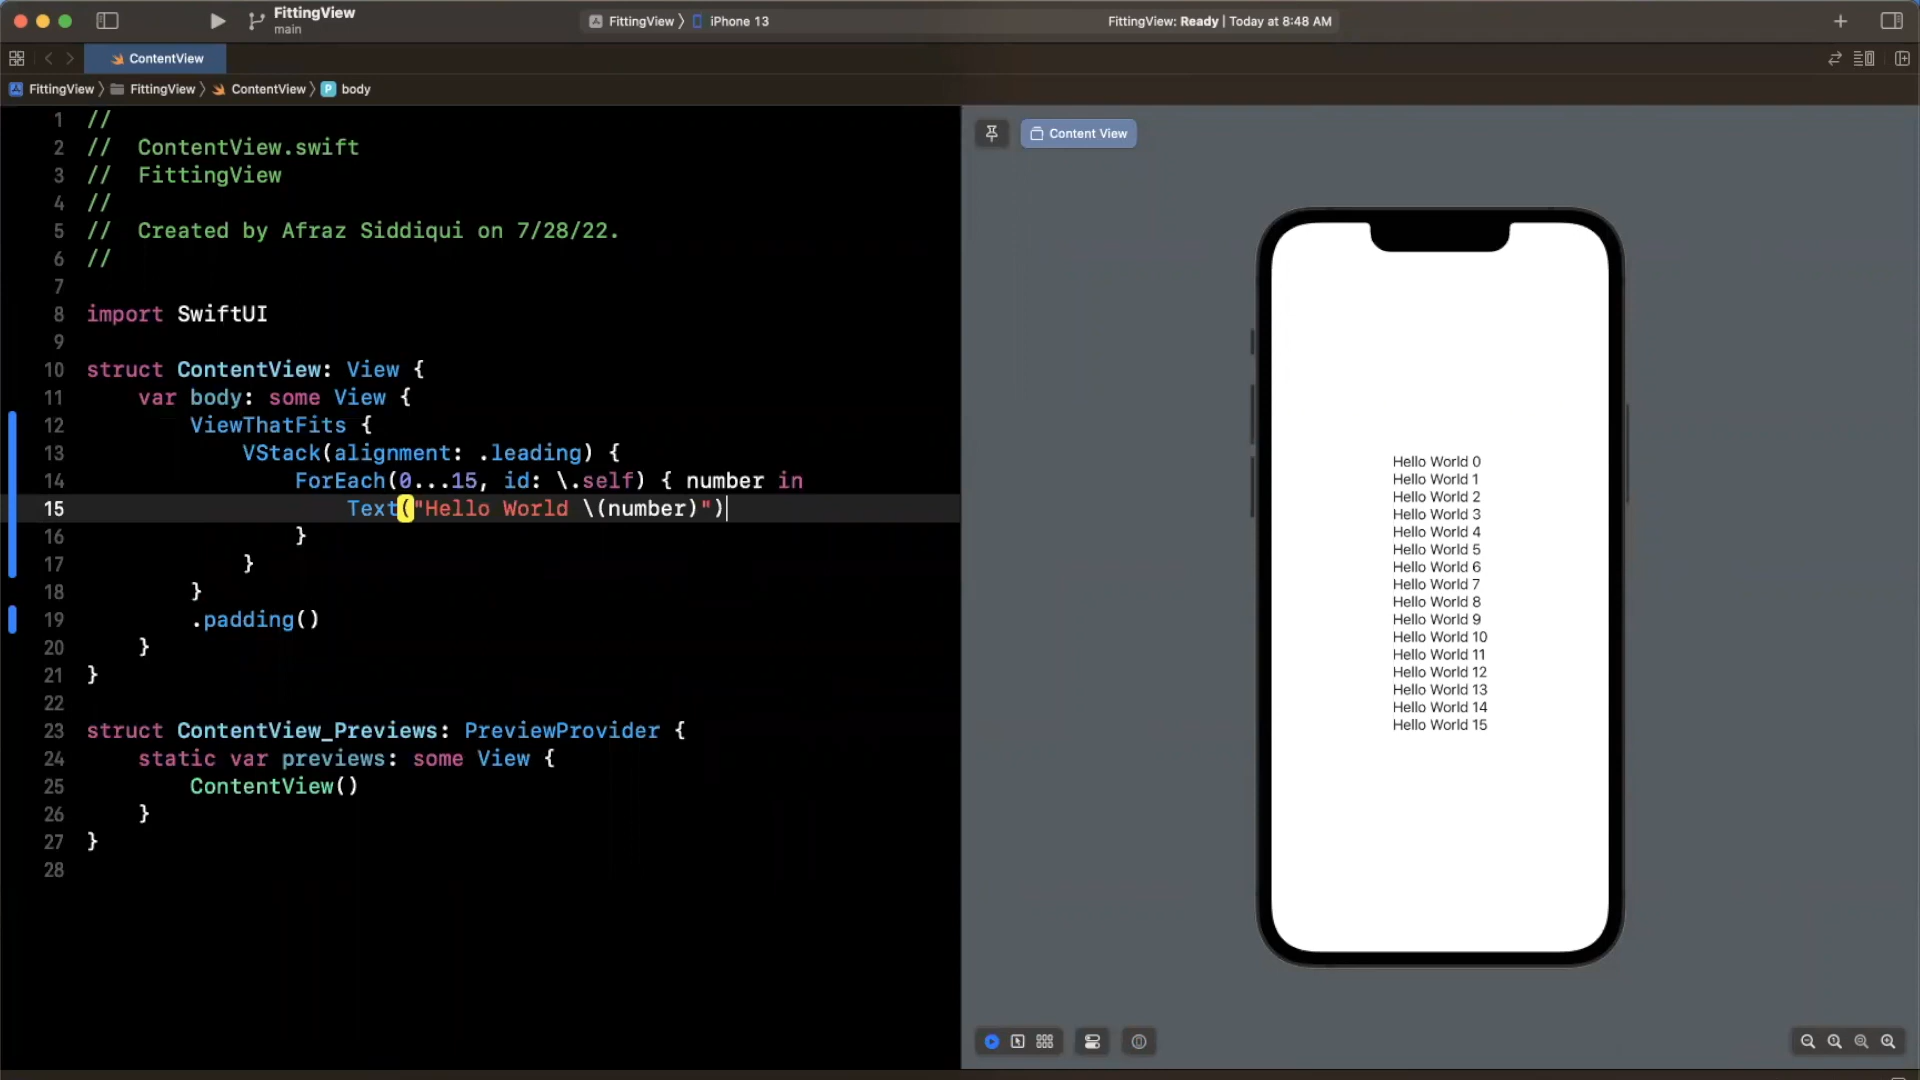 FittingView
main
FittingView 〉 iPhone 13
FittingView: Ready | Today at 8:48 AM
ContentView
FittingView 〉 FittingView 〉 ContentView 〉 P body
1 //
2 //  ContentView.swift
3 //  FittingView
4 //
5 //  Created by Afraz Siddiqui on 7/28/22.
6 //
7
8 import SwiftUI
9
10 struct ContentView: View {
11     var body: some View {
12         ViewThatFits {
13             VStack(alignment: .leading) {
14                 ForEach(0...15, id: \.self) { number in
15                     Text("Hello World \(number)")
16                 }
17             }
18         }
19         .padding()
20     }
21 }
22
23 struct ContentView_Previews: PreviewProvider {
24     static var previews: some View {
25         ContentView()
26     }
27 }
28
Content View
Hello World 0
Hello World 1
Hello World 2
Hello World 3
Hello World 4
Hello World 5
Hello World 6
Hello World 7
Hello World 8
Hello World 9
Hello World 10
Hello World 11
Hello World 12
Hello World 13
Hello World 14
Hello World 15